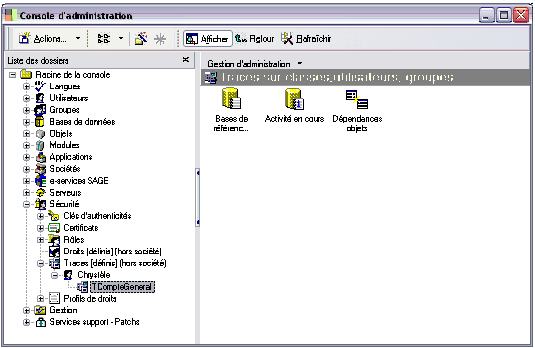 Console d'administration
Actions...
Afficher
Retour
Rafraîchir
Liste des dossiers
Gestion d'administration
Traces sur classes,utilisateurs, groupes
Racine de la console
Langues
Utilisateurs
Groupes
Bases de données
Objets
Modules
Applications
Sociétés
e-services SAGE
Serveurs
Sécurité
Clés d'authenticités
Certificats
Rôles
Droits (définis) (hors société)
Traces (définis) (hors société)
Chrystèle
TCompteGeneral
Profils de droits
Gestion
Services support - Patchs
Bases de
référenc...
Activité en cours
Dépendances
objets